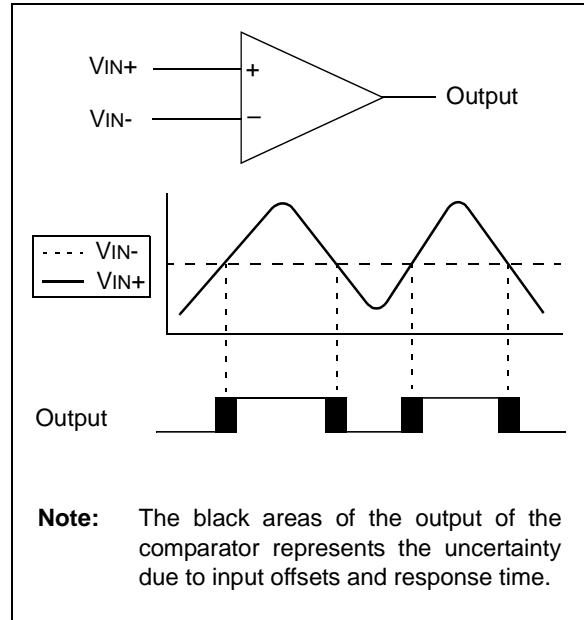 VIN+
+
Output
VIN-
–
VIN-
VIN+
Output
Note: The black areas of the output of the
comparator represents the uncertainty
due to input offsets and response time.